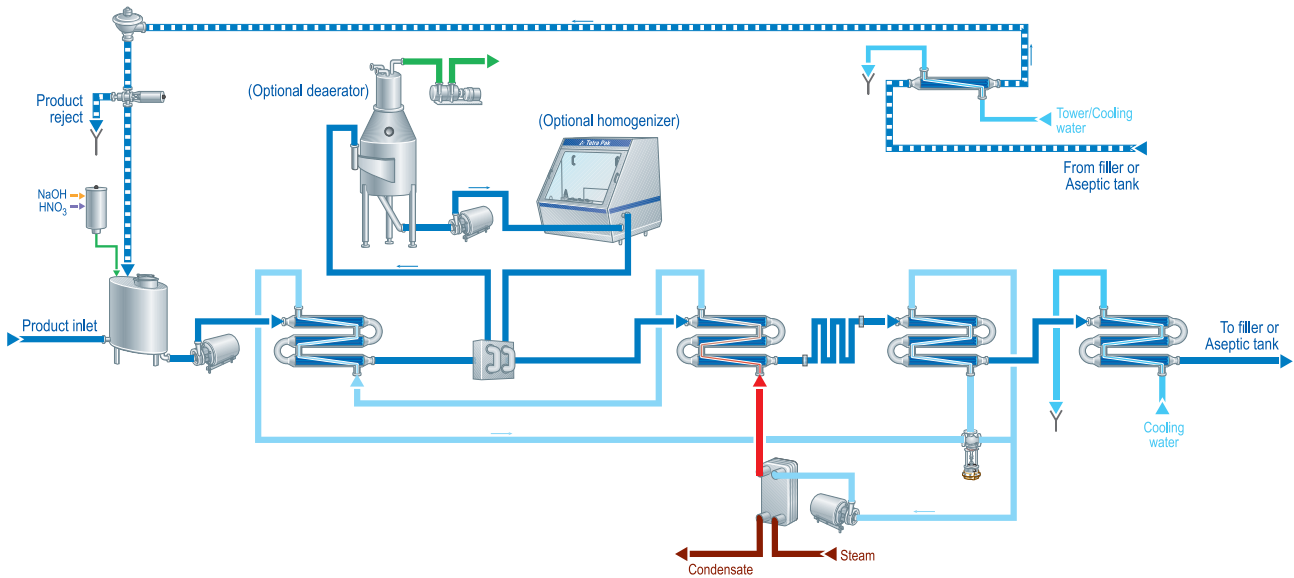 Product
reject
(Optional deaerator)
(Optional homogenizer)
Tetra Pak
Tower/Cooling
water
From filler or
Aseptic tank
NaOH
HNO3
Product inlet
To filler or
Aseptic tank
Cooling
water
Steam
Condensate